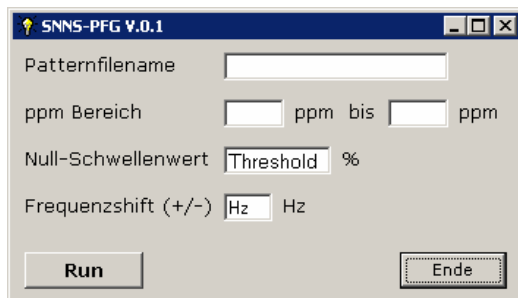 SNNS-PFG V.0.1
Patternfilename
ppm Bereich ppm bis ppm
Null-Schwellenwert Threshold %
Frequenzshift (+/-) Hz Hz
Run Ende